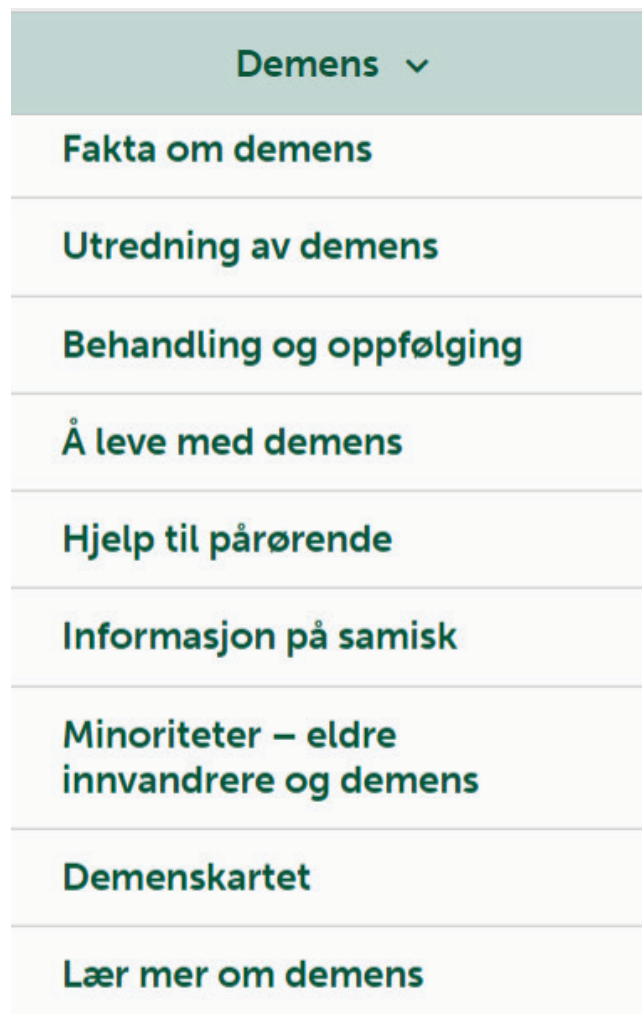 Demens
Fakta om demens
Utredning av demens
Behandling og oppfølging
Å leve med demens
Hjelp til pårørende
Informasjon på samisk
Minoriteter – eldre
innvandrere og demens
Demenskartet
Lær mer om demens